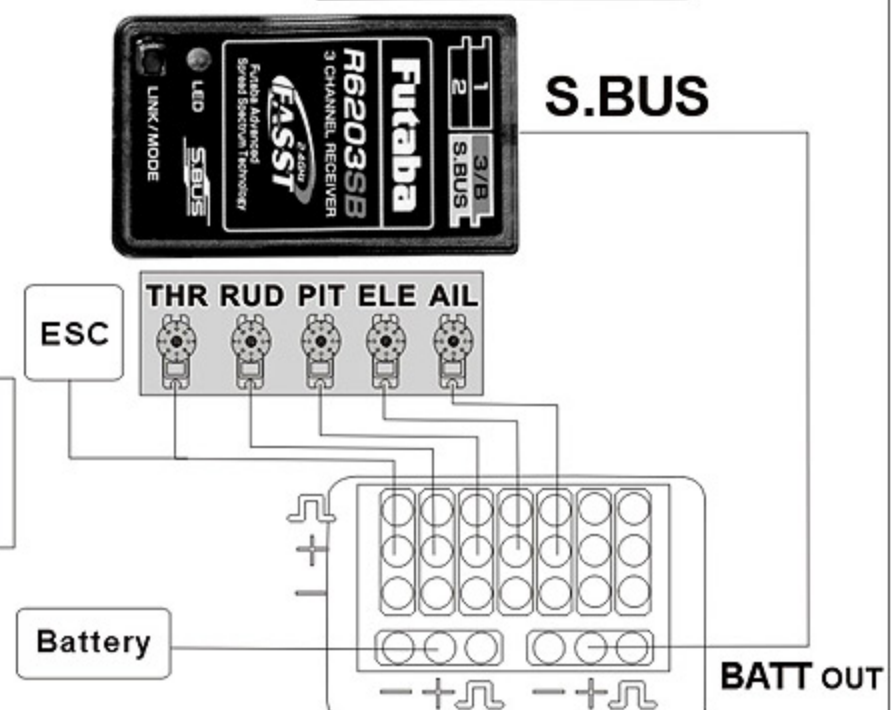 Futaba
R6203SB
3 CHANNEL RECEIVER
2.4GHz
FASST
Futaba Advanced
Spread Spectrum Technology
LED
S.BUS
LINK/MODE
1
2
3/B
S.BUS
S.BUS
THR RUD PIT ELE AIL
ESC
+
−
Battery
− + − +
BATT OUT